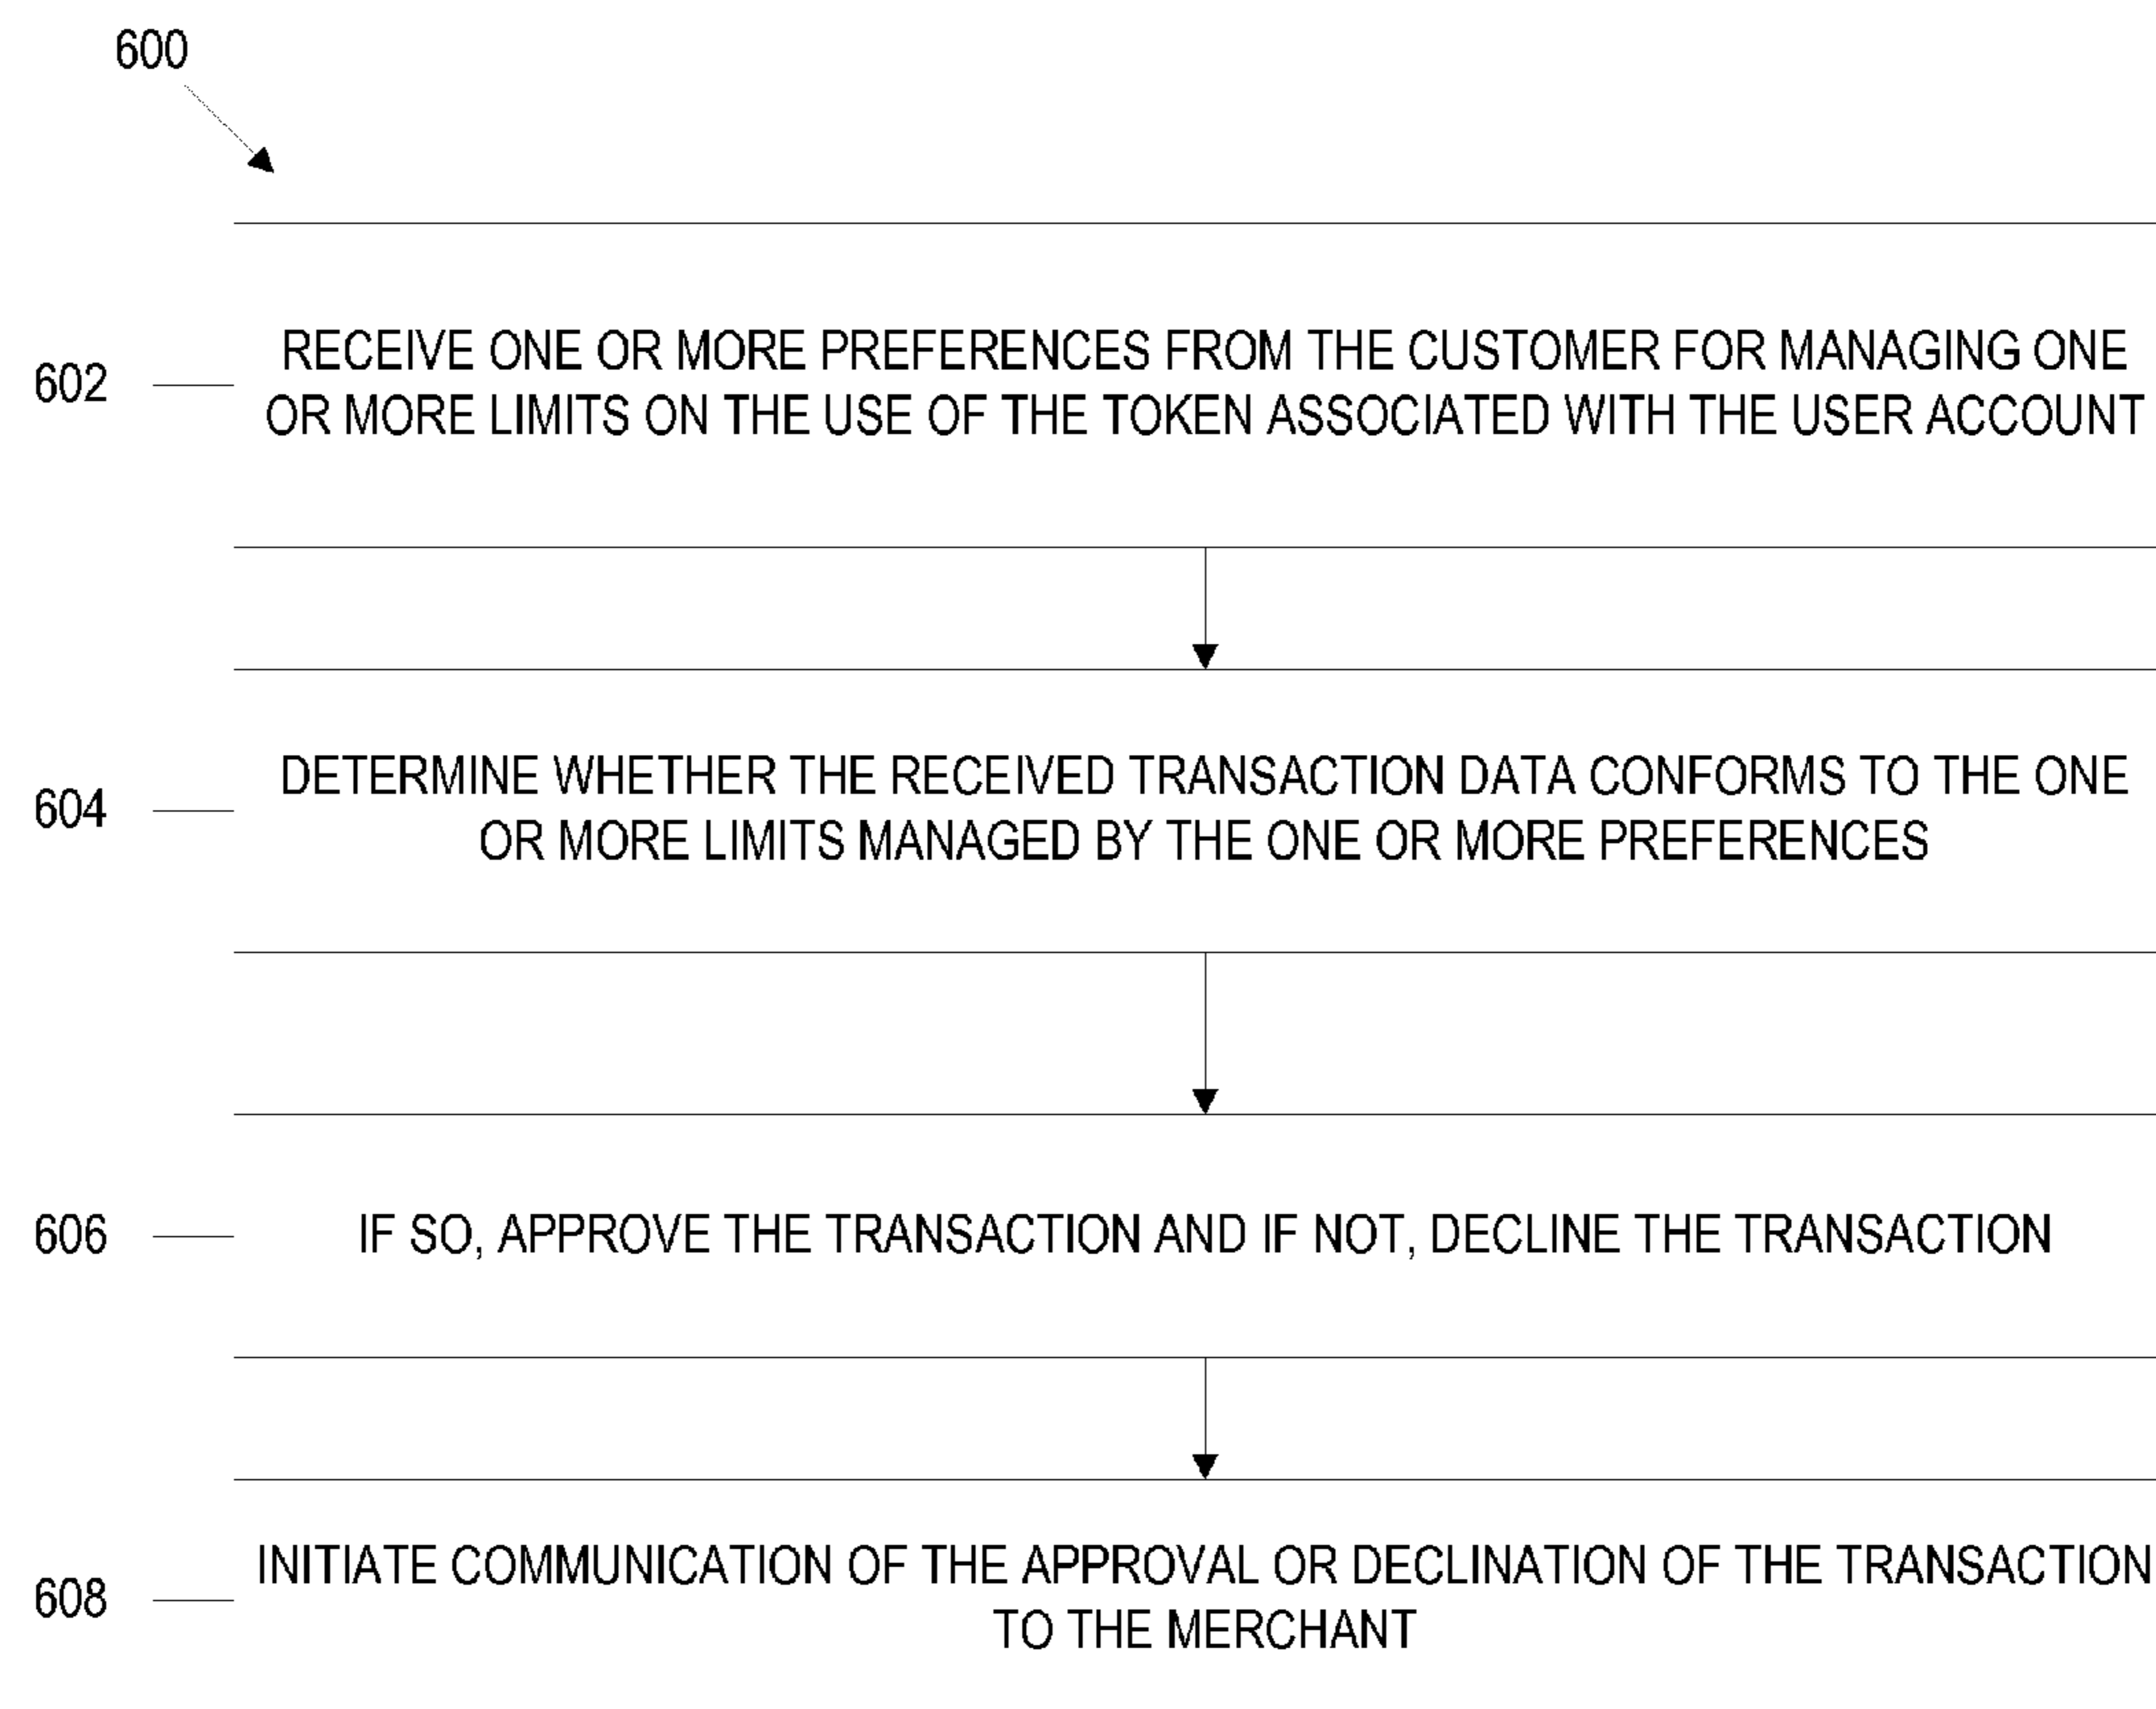 600
602
RECEIVE ONE OR MORE PREFERENCES FROM THE CUSTOMER FOR MANAGING ONE
OR MORE LIMITS ON THE USE OF THE TOKEN ASSOCIATED WITH THE USER ACCOUNT
604
DETERMINE WHETHER THE RECEIVED TRANSACTION DATA CONFORMS TO THE ONE
OR MORE LIMITS MANAGED BY THE ONE OR MORE PREFERENCES
606
IF SO, APPROVE THE TRANSACTION AND IF NOT, DECLINE THE TRANSACTION
608
INITIATE COMMUNICATION OF THE APPROVAL OR DECLINATION OF THE TRANSACTION
TO THE MERCHANT